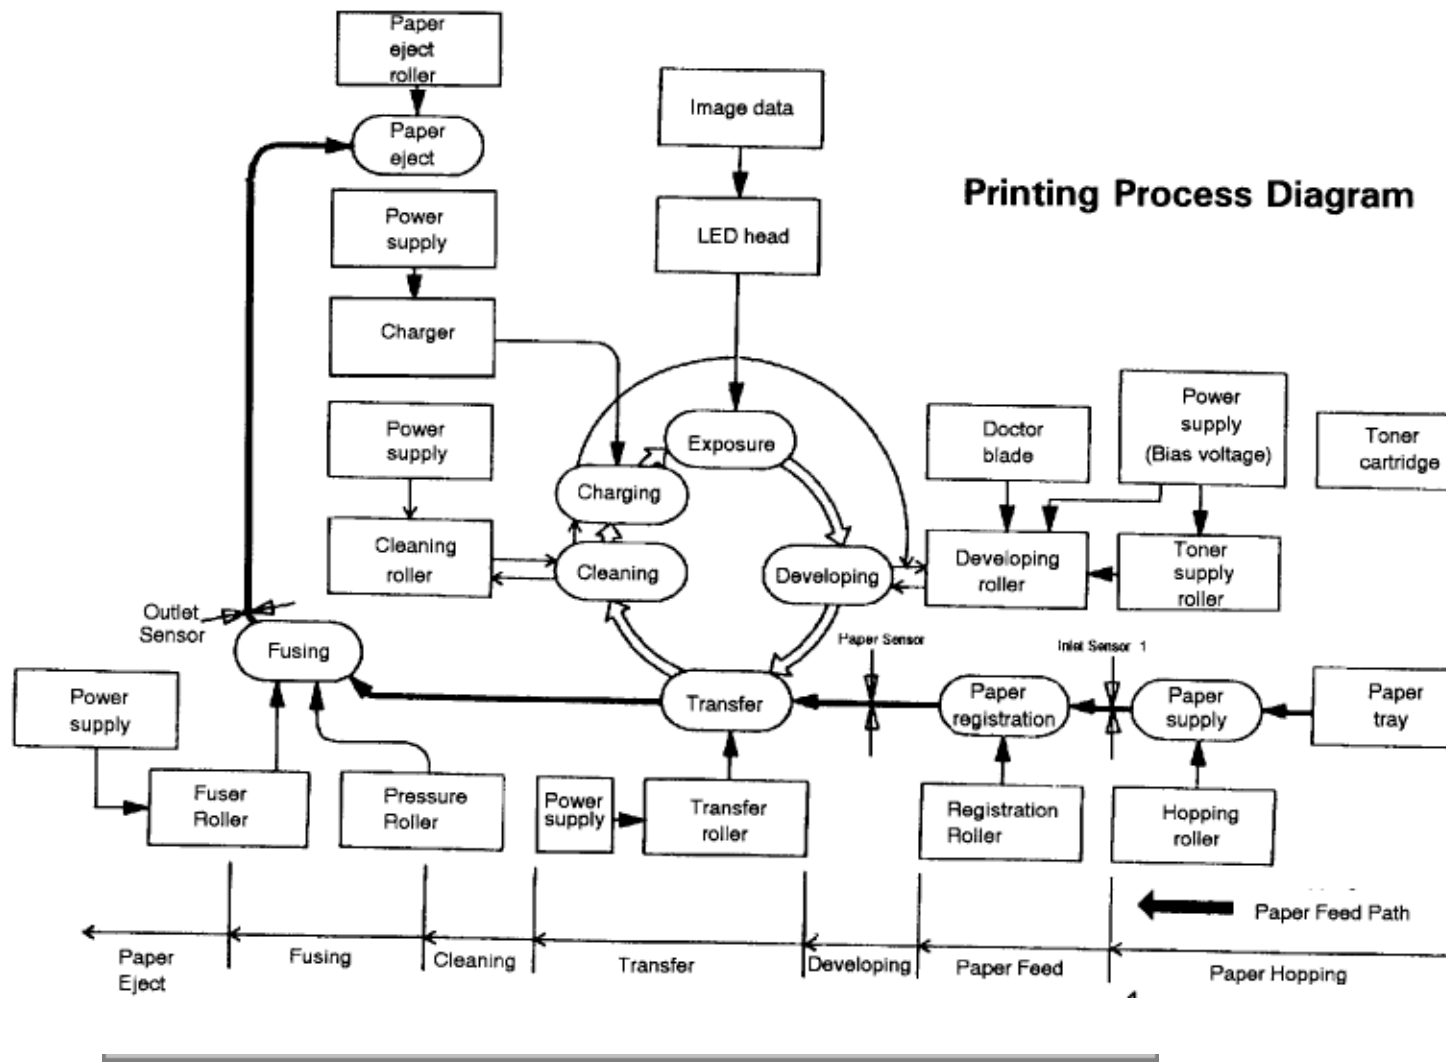 Paper
eject
roller
Paper
eject
Image data
LED head
Printing Process Diagram
Power
supply
Charger
Power
supply
Cleaning
roller
Exposure
Charging
Cleaning
Developing
Transfer
Doctor
blade
Power
supply
(Bias voltage)
Toner
cartridge
Developing
roller
Toner
supply
roller
Outlet
Sensor
Fusing
Paper Sensor
Inlet Sensor 1
Paper
registration
Paper
supply
Paper
tray
Power
supply
Fuser
Roller
Pressure
Roller
Power
supply
Transfer
roller
Registration
Roller
Hopping
roller
Paper Feed Path
Paper
Eject
Fusing
Cleaning
Transfer
Developing
Paper Feed
Paper Hopping